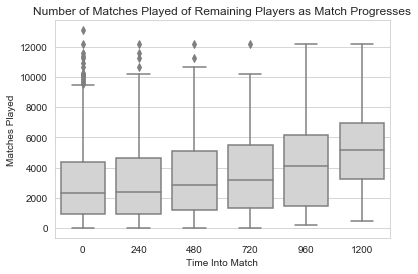 Number of Matches Played of Remaining Players as Match Progresses
12000
10000
8000
6000
4000
2000
0
Matches Played
0 240 480 720 960 1200
Time Into Match